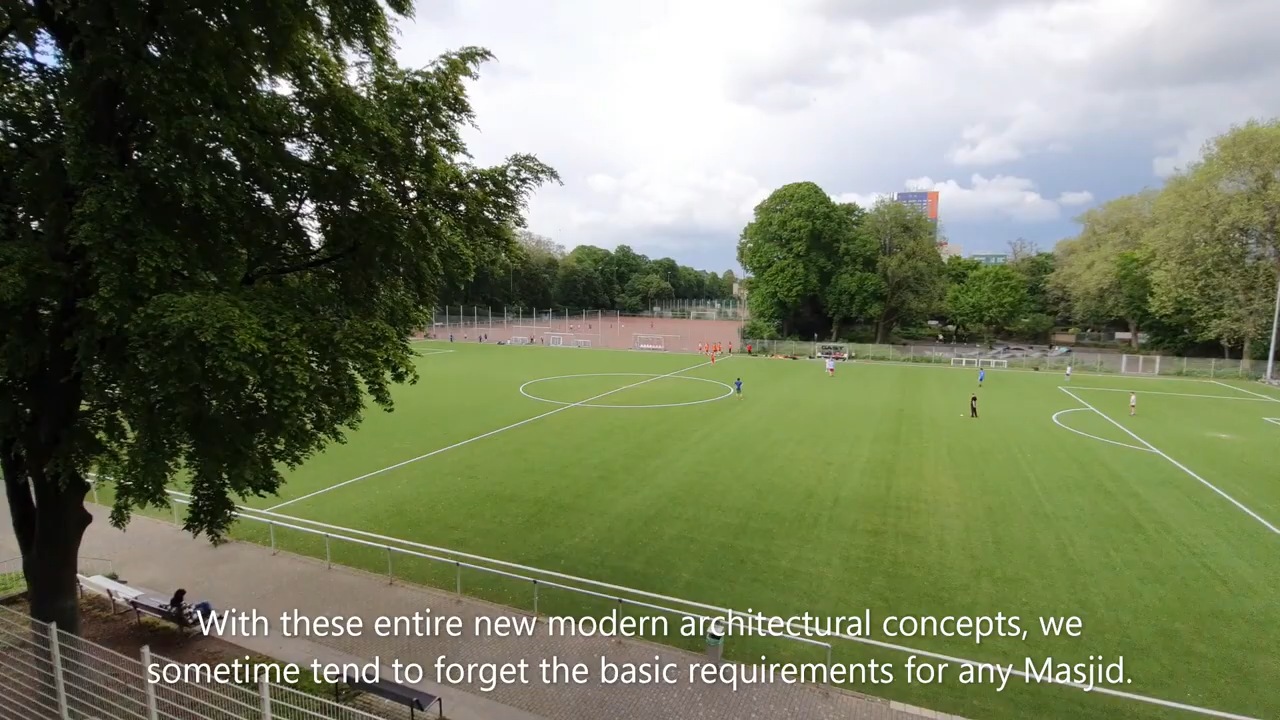 With these entire new modern architectural concepts, we
sometime tend to forget the basic requirements for any Masjid.